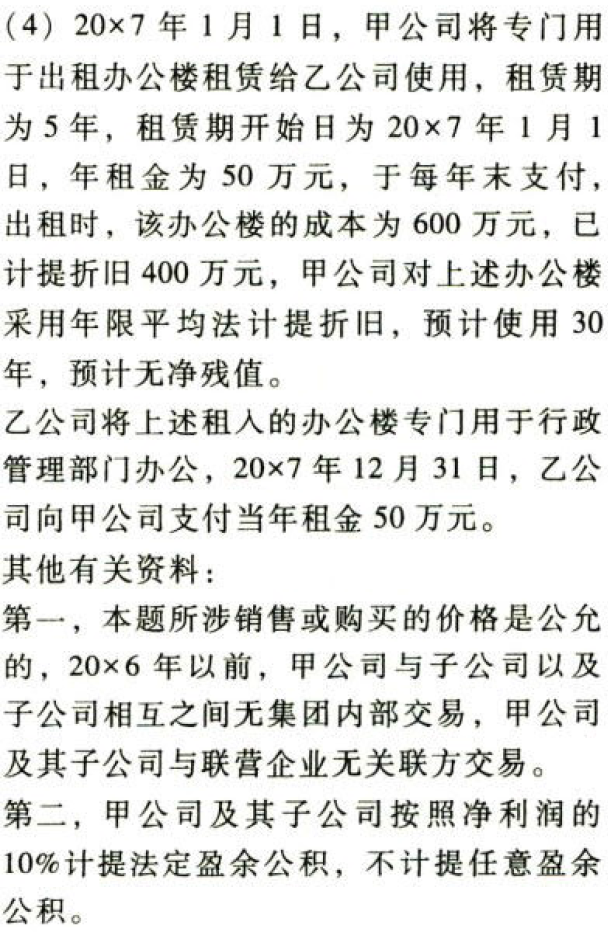 (4) 20×7 年 1 月 1 日，甲公司将专门用
于出租办公楼租赁给乙公司使用，租赁期
为 5 年，租赁期开始日为 20×7 年 1 月 1
日，年租金为 50 万元，于每年末支付，
出租时，该办公楼的成本为 600 万元，已
计提折旧 400 万元，甲公司对上述办公楼
采用年限平均法计提折旧，预计使用 30
年，预计无净残值。
乙公司将上述租入的办公楼专门用于行政
管理部门办公，20×7 年 12 月 31 日，乙公
司向甲公司支付当年租金 50 万元。
其他有关资料：
第一，本题所涉销售或购买的价格是公允
的，20×6 年以前，甲公司与子公司以及
子公司相互之间无集团内部交易，甲公司
及其子公司与联营企业无关联方交易。
第二，甲公司及其子公司按照净利润的
10%计提法定盈余公积，不计提任意盈余
公积。